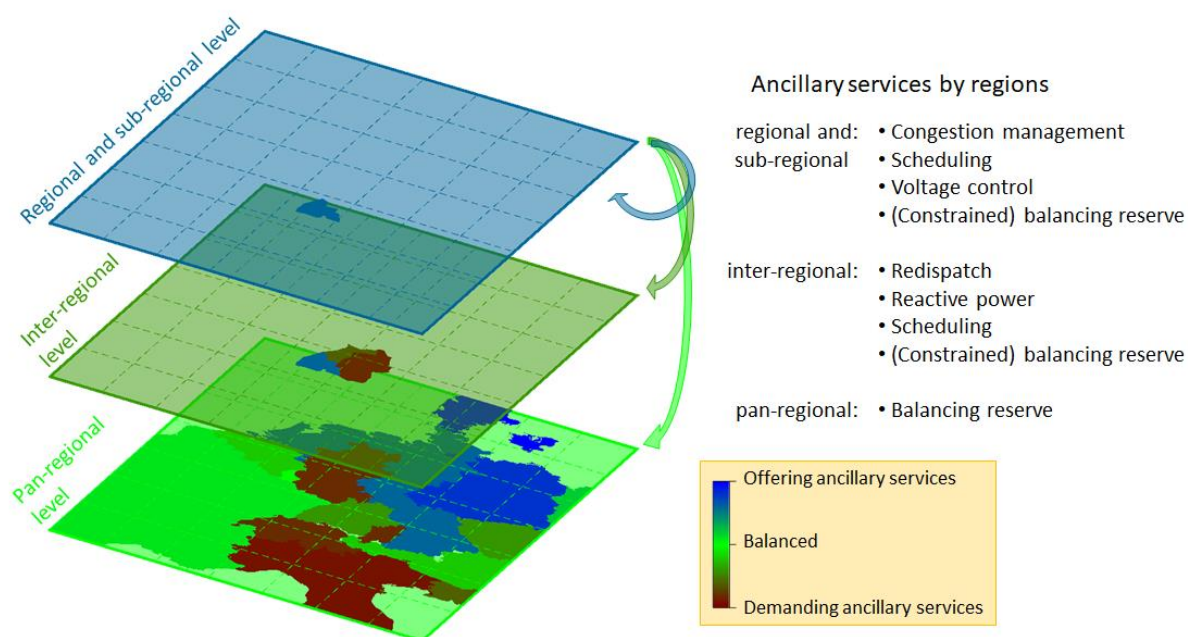 Regional and sub-regional level
Inter-regional
level
Pan-regional
level
Ancillary services by regions
regional and: • Congestion management
sub-regional • Scheduling
• Voltage control
• (Constrained) balancing reserve
inter-regional: • Redispatch
• Reactive power
• Scheduling
• (Constrained) balancing reserve
pan-regional: • Balancing reserve
Offering ancillary services
Balanced
Demanding ancillary services